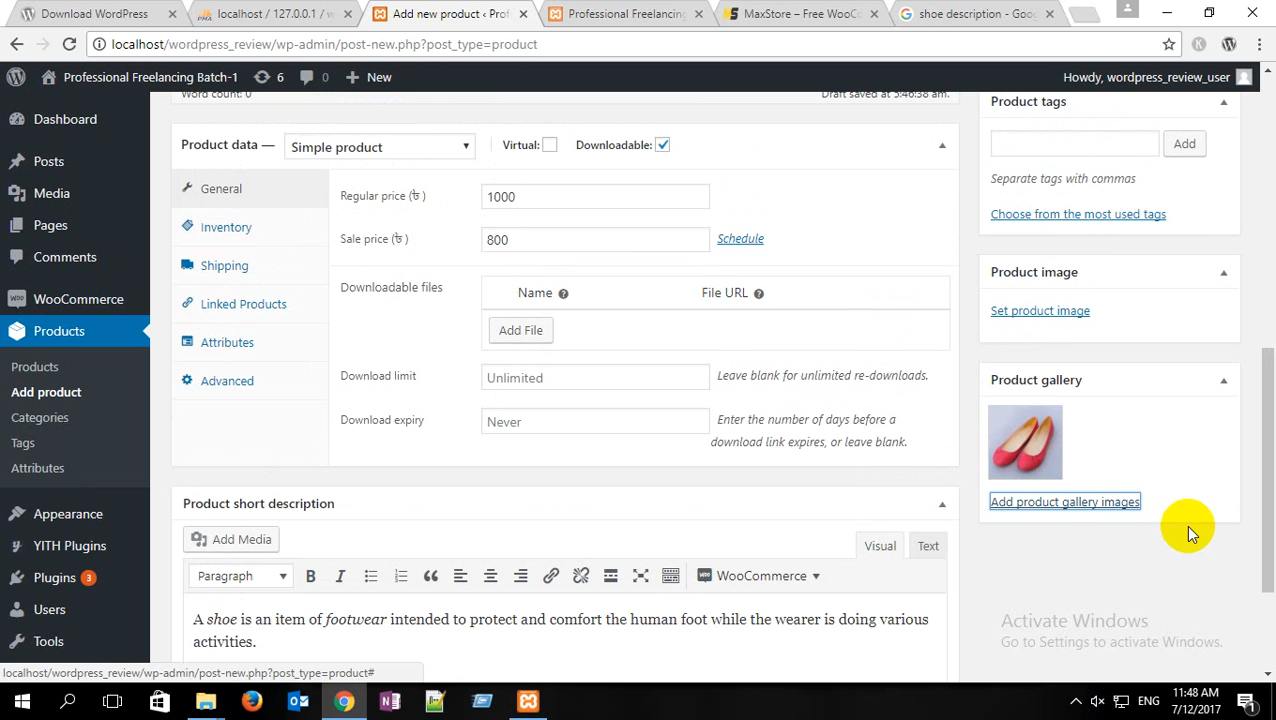 Download WordPress
localhost / 127.0.0.1 / w
Add new product ‹ Prof
Professional Freelancing
MaxStore – Free WooCo
shoe description - Goog
localhost/wordpress_review/wp-admin/post-new.php?post_type=product
Professional Freelancing Batch-1
6
0
New
Howdy, wordpress_review_user
Dashboard
Posts
Media
Pages
Comments
WooCommerce
Products
Products
Add product
Categories
Tags
Attributes
Appearance
YITH Plugins
Plugins 3
Users
Tools
Word count: 0
Draft saved at 5:46:38 am.
Product data —
Simple product
Virtual:
Downloadable:
General
Inventory
Shipping
Linked Products
Attributes
Advanced
Regular price (৳ )
1000
Sale price (৳ )
800
Schedule
Downloadable files
Name
File URL
Add File
Download limit
Unlimited
Leave blank for unlimited re-downloads.
Download expiry
Never
Enter the number of days before a
download link expires, or leave blank.
Product short description
Add Media
Visual
Text
Paragraph
WooCommerce
A shoe is an item of footwear intended to protect and comfort the human foot while the wearer is doing various
activities.
Product tags
Add
Separate tags with commas
Choose from the most used tags
Product image
Set product image
Product gallery
Add product gallery images
Activate Windows
Go to Settings to activate Windows.
localhost/wordpress_review/wp-admin/post-new.php?post_type=product#
ENG
11:48 AM
7/12/2017
1